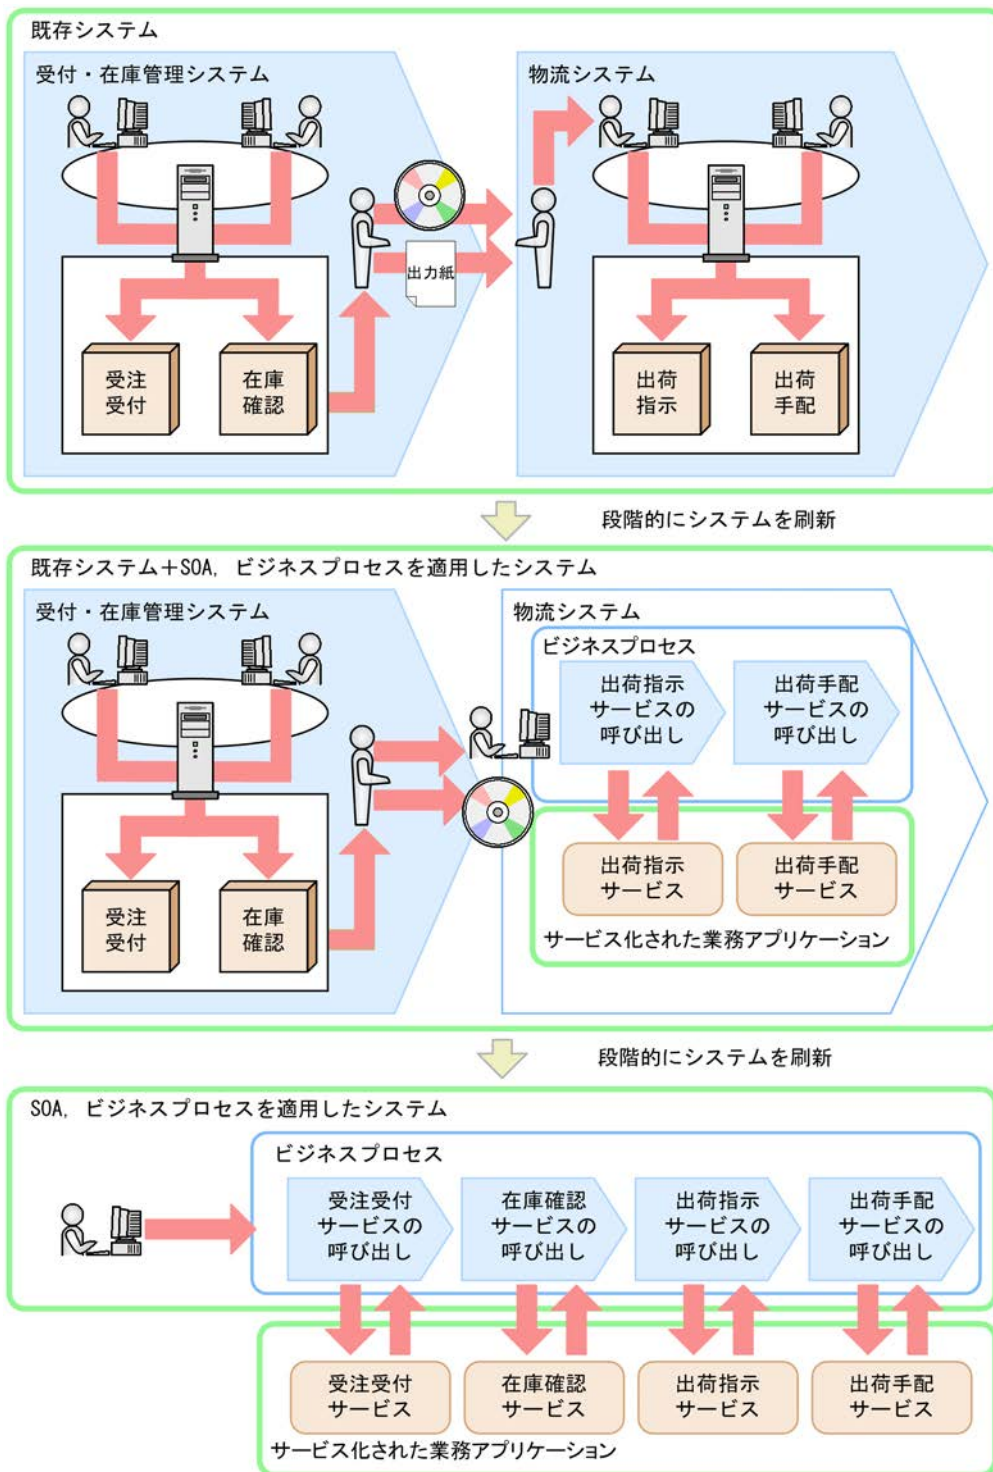 既存システム
受付・在庫管理システム
物流システム
出力紙
受注
受付
在庫
確認
出荷
指示
出荷
手配
段階的にシステムを刷新
既存システム+SOA, ビジネスプロセスを適用したシステム
受付・在庫管理システム
物流システム
ビジネスプロセス
出荷指示
サービスの
呼び出し
出荷手配
サービスの
呼び出し
受注
受付
在庫
確認
出荷指示
サービス
出荷手配
サービス
サービス化された業務アプリケーション
段階的にシステムを刷新
SOA, ビジネスプロセスを適用したシステム
ビジネスプロセス
受注受付
サービスの
呼び出し
在庫確認
サービスの
呼び出し
出荷指示
サービスの
呼び出し
出荷手配
サービスの
呼び出し
受注受付
サービス
在庫確認
サービス
出荷指示
サービス
出荷手配
サービス
サービス化された業務アプリケーション